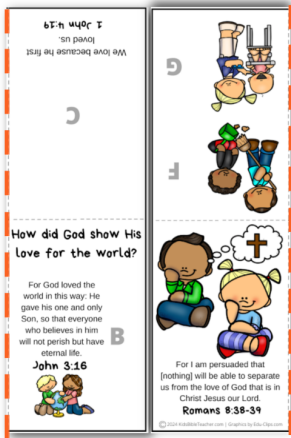 1 John 4:19
We love because he first
loved us.
C
How did God show His
love for the world?
For God loved the
world in this way: He
gave his one and only
Son, so that everyone
who believes in him
will not perish but have
eternal life.
B
John 3:16
G
F
For I am persuaded that
[nothing] will be able to separate
us from the love of God that is in
Christ Jesus our Lord.
Romans 8:38-39
© 2024 KidsBibleTeacher.com | Graphics by Edu-Clips.com